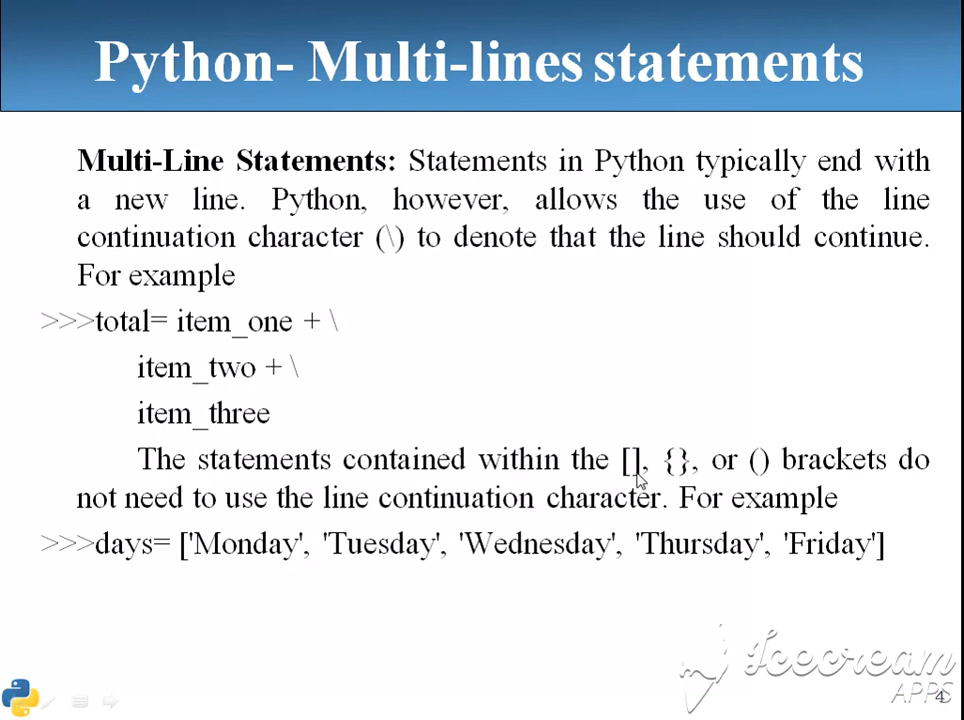 Python- Multi-lines statements
Multi-Line Statements: Statements in Python typically end with
a new line. Python, however, allows the use of the line
continuation character (\) to denote that the line should continue.
For example
>>>total= item_one + \
item_two + \
item_three
The statements contained within the [], {}, or () brackets do
not need to use the line continuation character. For example
>>>days= ['Monday', 'Tuesday', 'Wednesday', 'Thursday', 'Friday']
Icecream
APPS
4